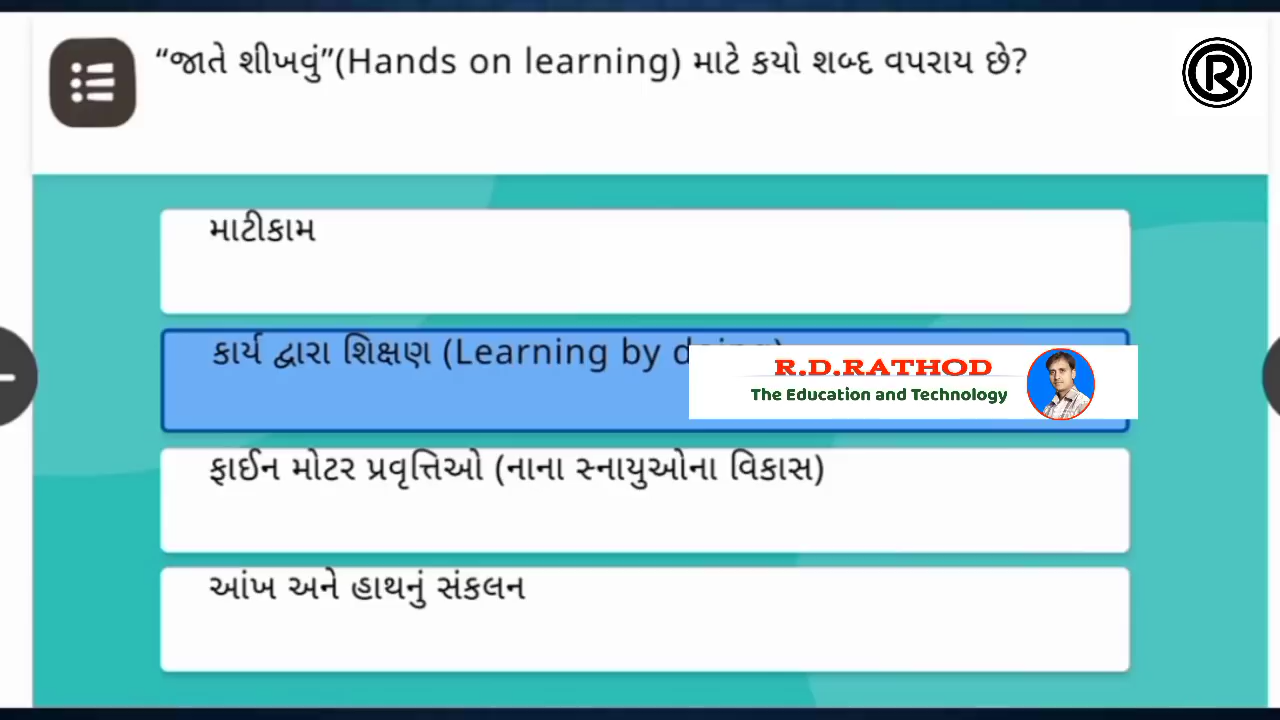 “જાતે શીખવું”(Hands on learning) માટે કયો શબ્દ વપરાય છે?
R
માટીકામ
કાર્ય દ્વારા શિક્ષણ (Learning by
R.D.RATHOD
The Education and Technology
ફાઈન મોટર પ્રવૃત્તિઓ (નાના સ્નાયુઓના વિકાસ)
આંખ અને હાથનું સંકલન